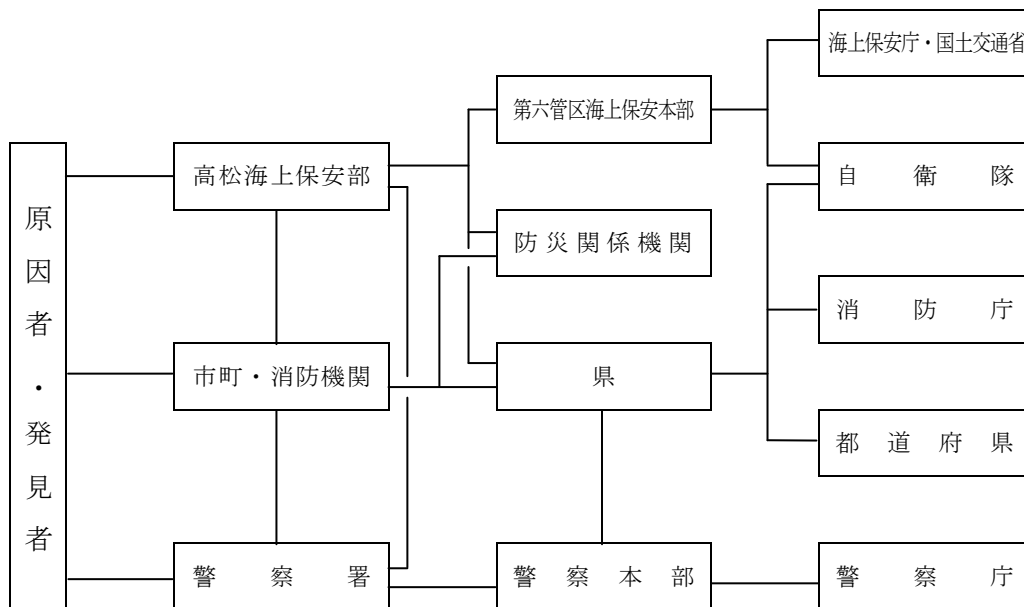 原因者・発見者
高松海上保安部
市町・消防機関
警察署
第六管区海上保安本部
防災関係機関
県
警察本部
海上保安庁・国土交通省
自衛隊
消防庁
都道府県
警察庁